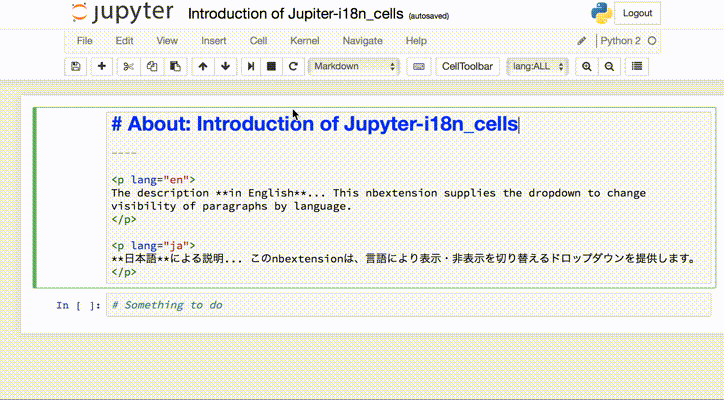 jupyter Introduction of Jupiter-i18n_cells (autosaved) Logout
File Edit View Insert Cell Kernel Navigate Help Python 2
Markdown CellToolbar lang:ALL
# About: Introduction of Jupyter-i18n_cells
----
<p lang="en">
The description **in English**... This nbextension supplies the dropdown to change
visibility of paragraphs by language.
</p>
<p lang="ja">
**日本語**による説明... このnbextensionは、言語により表示・非表示を切り替えるドロップダウンを提供します。
</p>
In [ ]: # Something to do